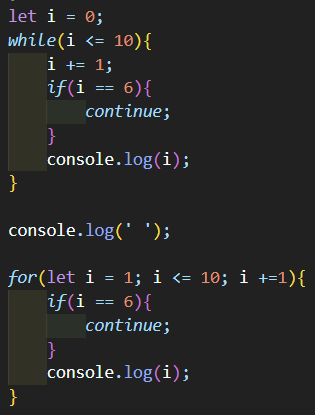 let i = 0;
while(i <= 10){
    i += 1;
    if(i == 6){
        continue;
    }
    console.log(i);
}

console.log(' ');

for(let i = 1; i <= 10; i +=1){
    if(i == 6){
        continue;
    }
    console.log(i);
}